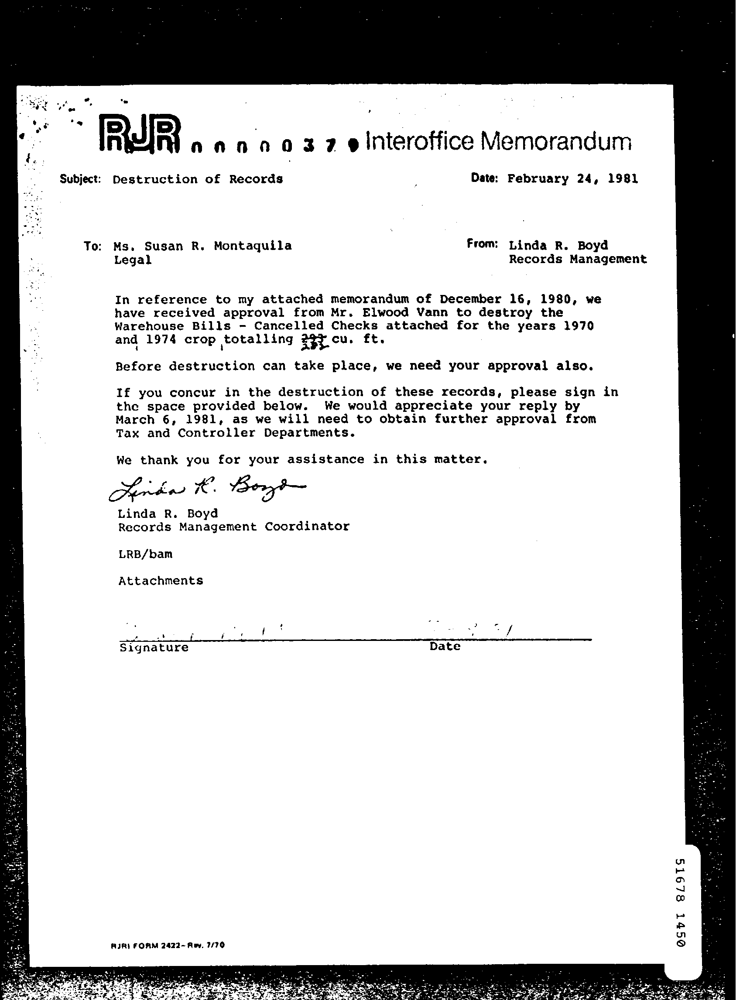 RJR 00000379 Interoffice Memorandum
Subject: Destruction of Records Date: February 24, 1981
To: Ms. Susan R. Montaquila From: Linda R. Boyd
Legal Records Management
In reference to my attached memorandum of December 16, 1980, we
have received approval from Mr. Elwood Vann to destroy the
Warehouse Bills - Cancelled Checks attached for the years 1970
and 1974 crop totalling cu. ft.
Before destruction can take place, we need your approval also.
If you concur in the destruction of these records, please sign in
the space provided below. We would appreciate your reply by
March 6, 1981, as we will need to obtain further approval from
Tax and Controller Departments.
We thank you for your assistance in this matter.
Linda R. Boyd
Linda R. Boyd
Records Management Coordinator
LRB/bam
Attachments
Signature Date
RJRI FORM 2422-Rev. 7/70
51678 1450